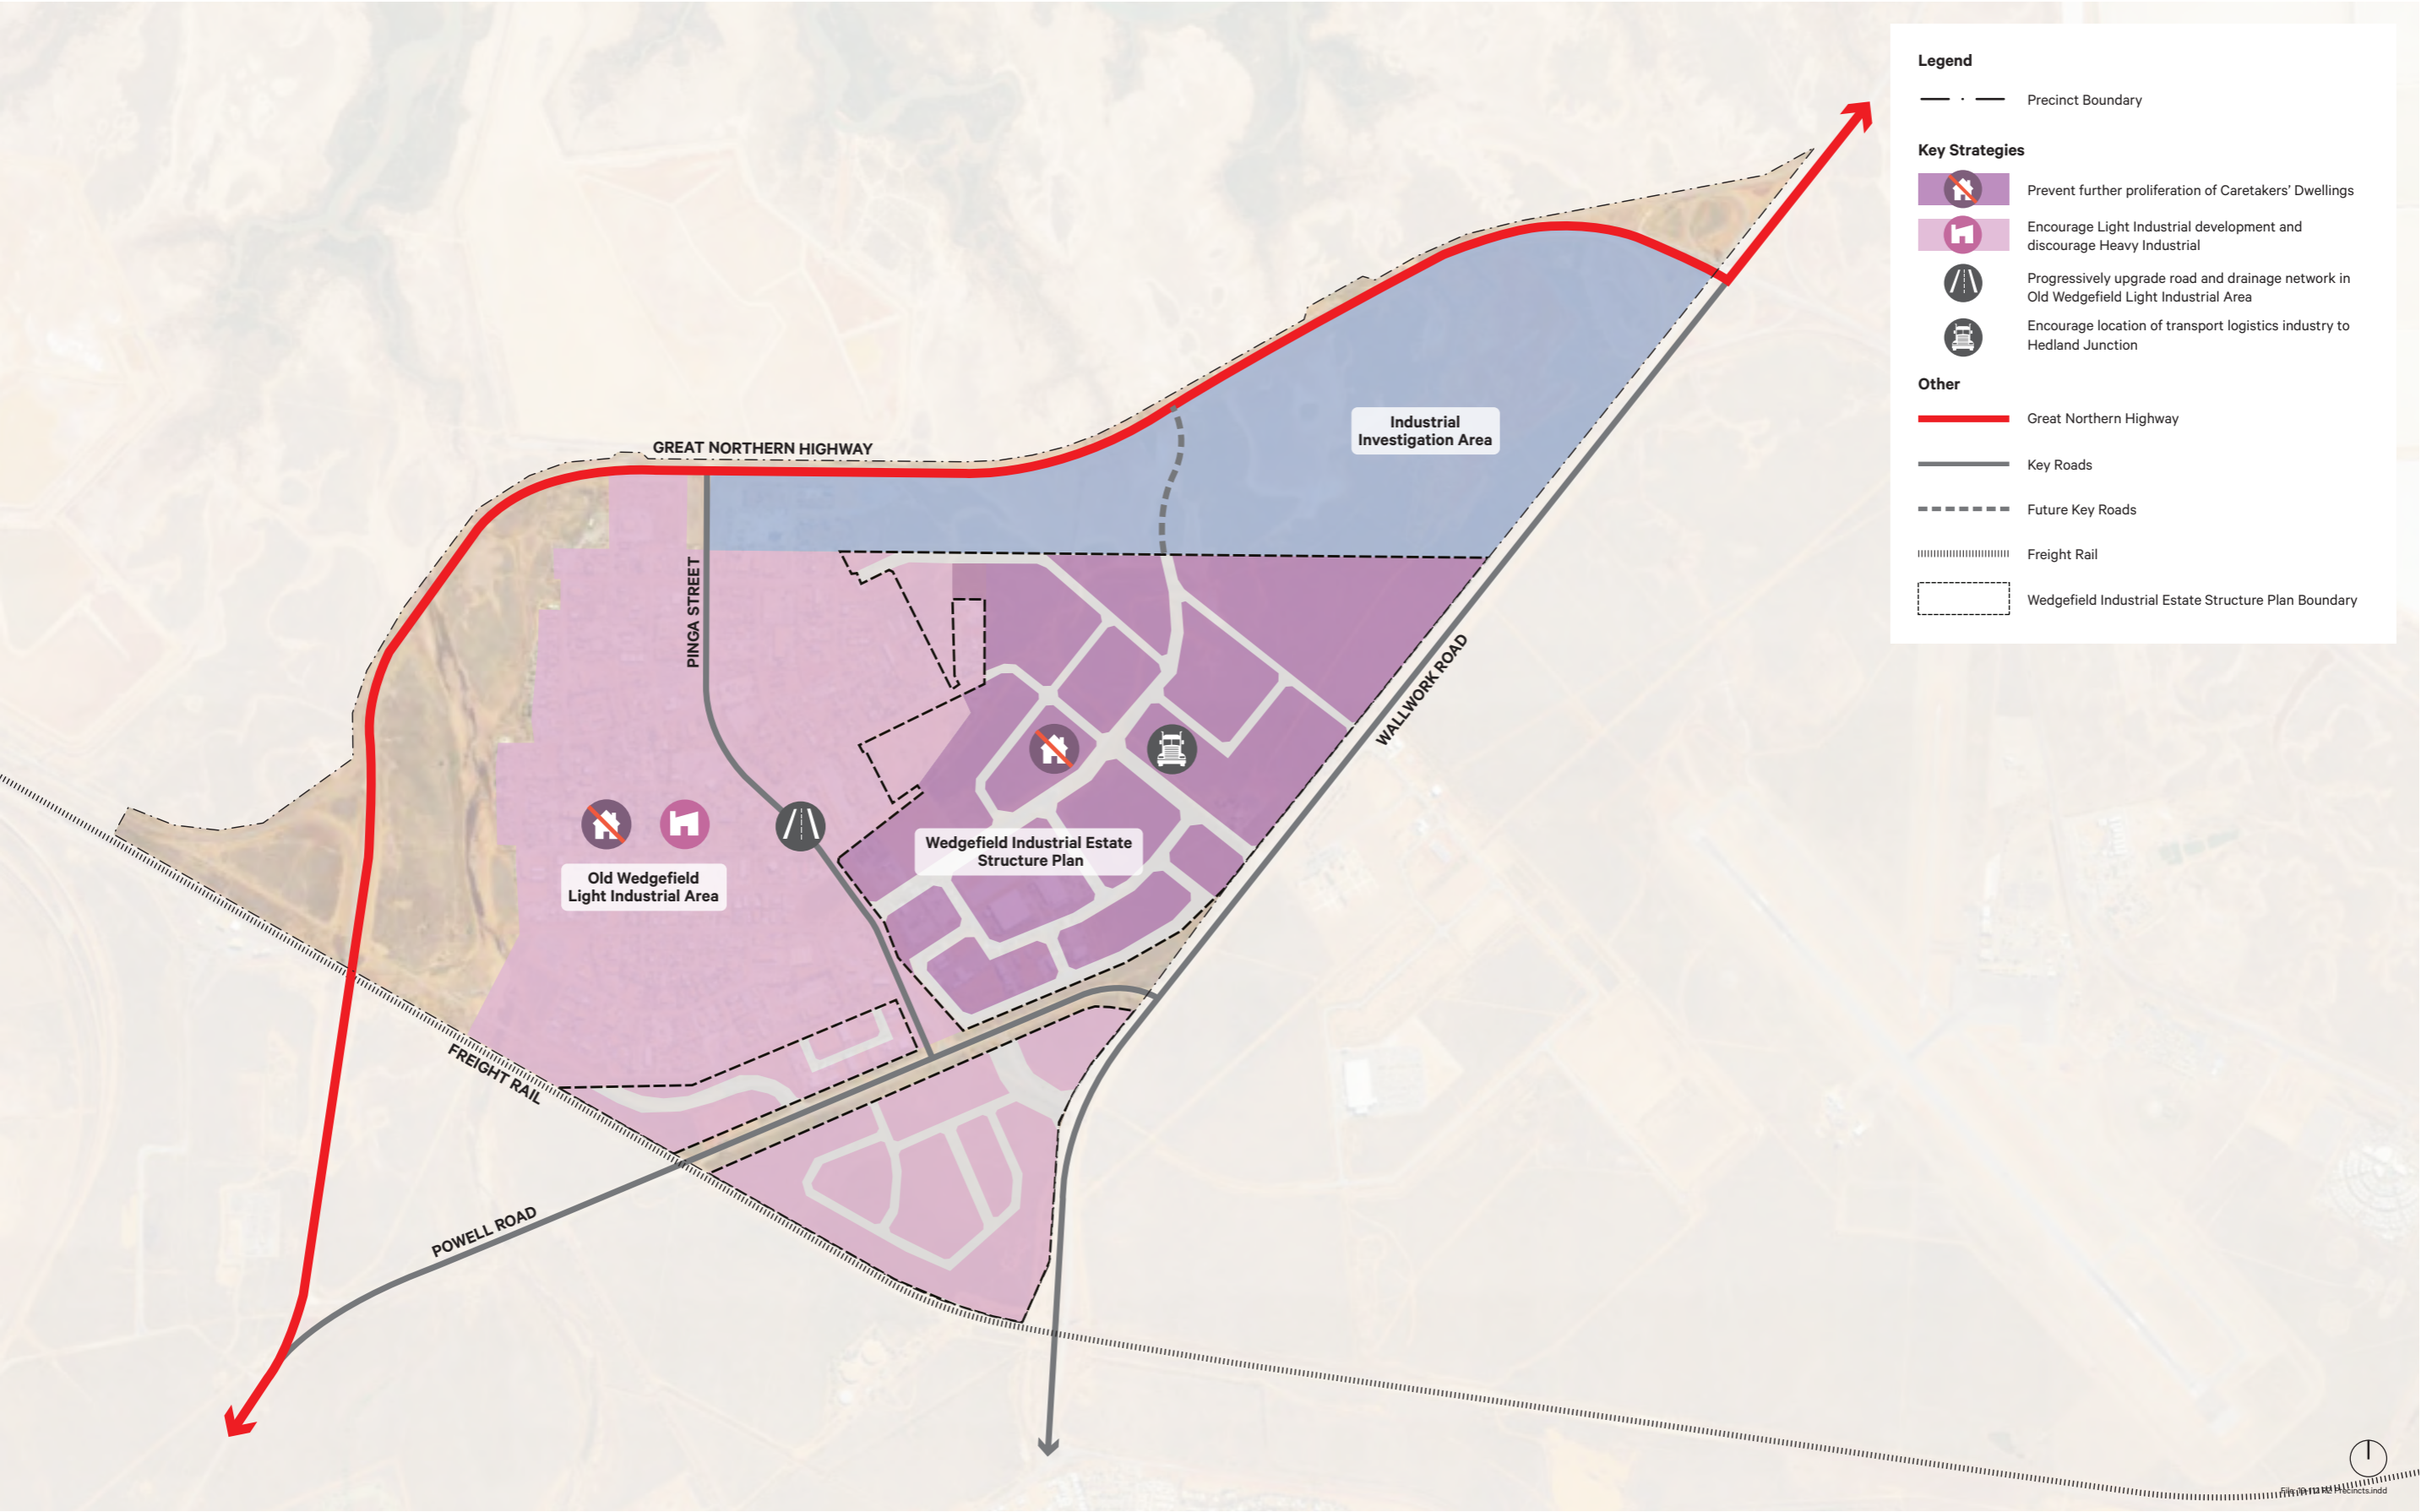 Legend
Precinct Boundary
Key Strategies
Prevent further proliferation of Caretakers' Dwellings
Encourage Light Industrial development and
discourage Heavy Industrial
Progressively upgrade road and drainage network in
Old Wedgefield Light Industrial Area
Encourage location of transport logistics industry to
Hedland Junction
Other
Great Northern Highway
Key Roads
Future Key Roads
Freight Rail
Wedgefield Industrial Estate Structure Plan Boundary
GREAT NORTHERN HIGHWAY
Industrial
Investigation Area
PINGA STREET
WALLWORK ROAD
Wedgefield Industrial Estate
Structure Plan
Old Wedgefield
Light Industrial Area
FREIGHT RAIL
POWELL ROAD
Precincts.indd